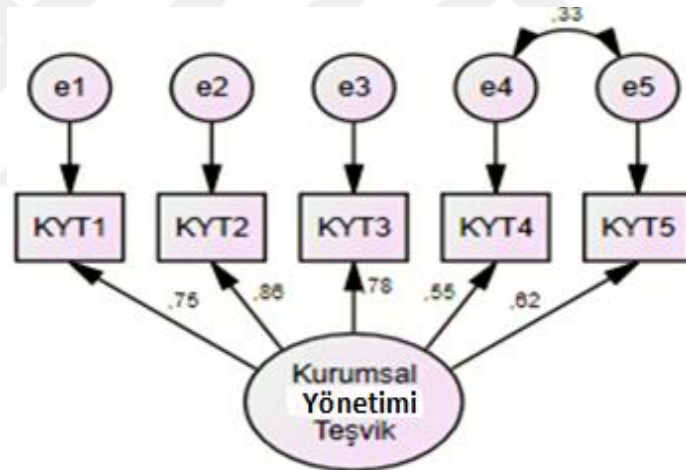 ,33
e1 e2 e3 e4 e5
KYT1 KYT2 KYT3 KYT4 KYT5
,75 ,86 ,78 ,55 ,62
Kurumsal
Yönetimi
Teşvik